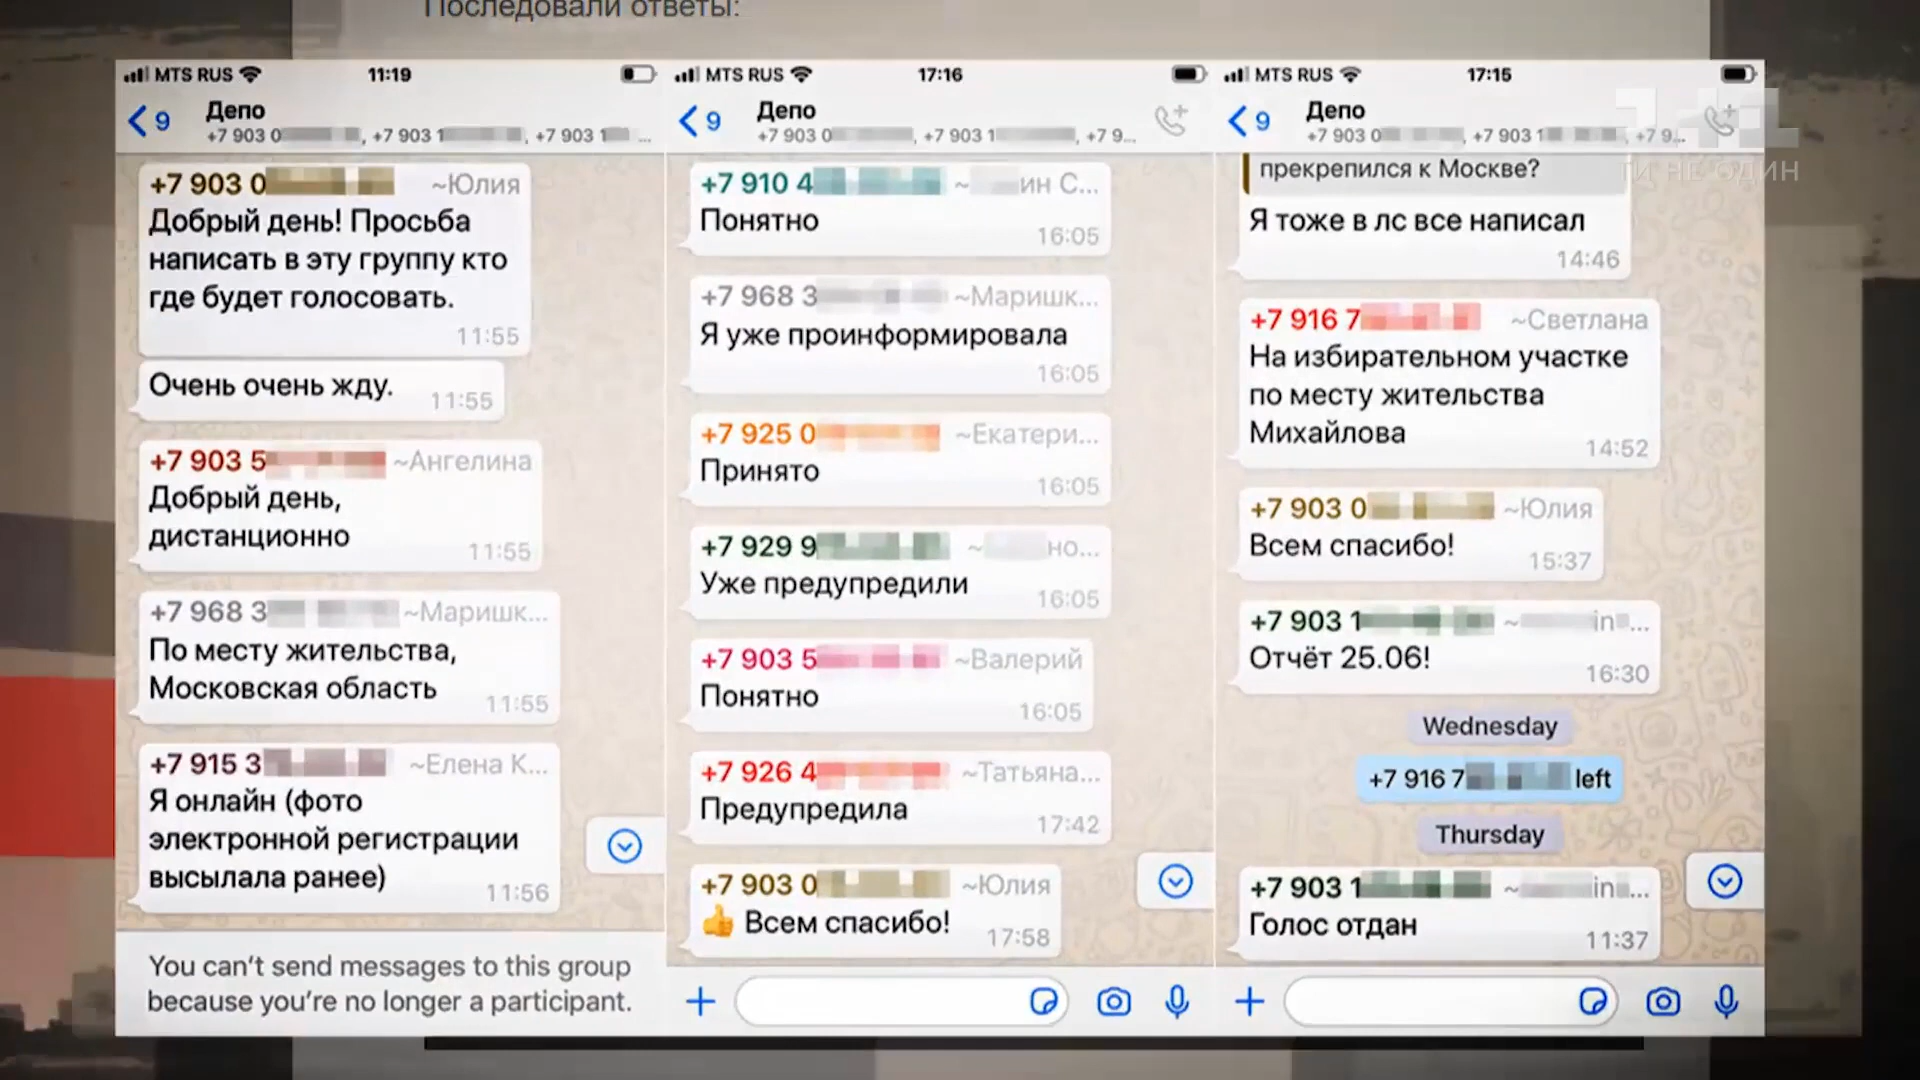 Последовали ответы:
MTS RUS 11:19
9 Депо
+7 903 0 , +7 903 1 , +7 903 1 ...
+7 903 0 ~Юлия
Добрый день! Просьба
написать в эту группу кто
где будет голосовать.
11:55
Очень очень жду.
11:55
+7 903 5 ~Ангелина
Добрый день,
дистанционно
11:55
+7 968 3 ~Маришк...
По месту жительства,
Московская область
11:55
+7 915 3 ~Елена К...
Я онлайн (фото
электронной регистрации
высылала ранее)
11:56
You can't send messages to this group
because you're no longer a participant.
MTS RUS 17:16
9 Депо
+7 903 0 , +7 903 1 , +7 9...
+7 910 4 ~ ин С...
Понятно
16:05
+7 968 3 ~Маришк...
Я уже проинформировала
16:05
+7 925 0 ~Екатери...
Принято
16:05
+7 929 9 ~ но...
Уже предупредили
16:05
+7 903 5 ~Валерий
Понятно
16:05
+7 926 4 ~Татьяна...
Предупредила
17:42
+7 903 0 ~Юлия
👍 Всем спасибо!
17:58
MTS RUS 17:15
9 Депо
+7 903 0 , +7 903 1 , +7 9...
1+1
ТИ НЕ ОДИН
прекрепился к Москве?
Я тоже в лс все написал
14:46
+7 916 7 ~Светлана
На избирательном участке
по месту жительства
Михайлова
14:52
+7 903 0 ~Юлия
Всем спасибо!
15:37
+7 903 1 ~ in ...
Отчёт 25.06!
16:30
Wednesday
+7 916 7 left
Thursday
+7 903 1 ~ in ...
Голос отдан
11:37